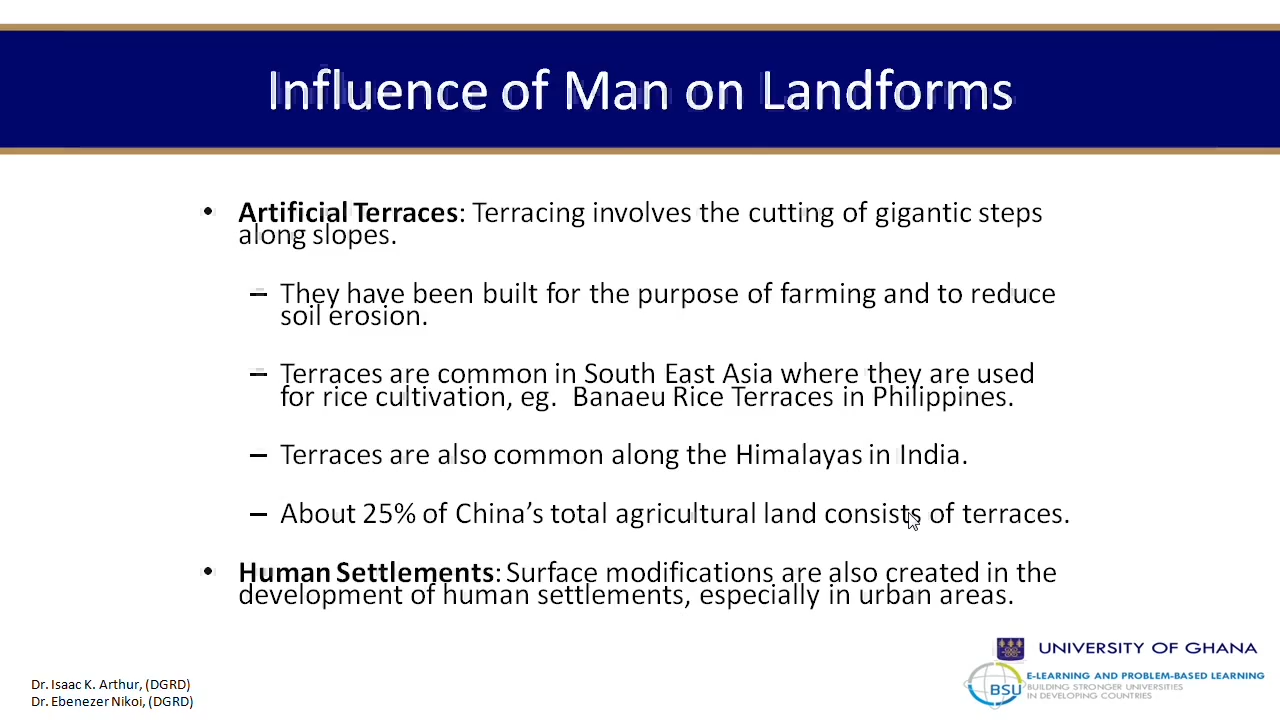 Influence of Man on Landforms
• Artificial Terraces: Terracing involves the cutting of gigantic steps
along slopes.
– They have been built for the purpose of farming and to reduce
soil erosion.
– Terraces are common in South East Asia where they are used
for rice cultivation, eg. Banaeu Rice Terraces in Philippines.
– Terraces are also common along the Himalayas in India.
– About 25% of China's total agricultural land consists of terraces.
• Human Settlements: Surface modifications are also created in the
development of human settlements, especially in urban areas.
UNIVERSITY OF GHANA
BSU
E-LEARNING AND PROBLEM-BASED LEARNING
BUILDING STRONGER UNIVERSITIES
IN DEVELOPING COUNTRIES
Dr. Isaac K. Arthur, (DGRD)
Dr. Ebenezer Nikoi, (DGRD)